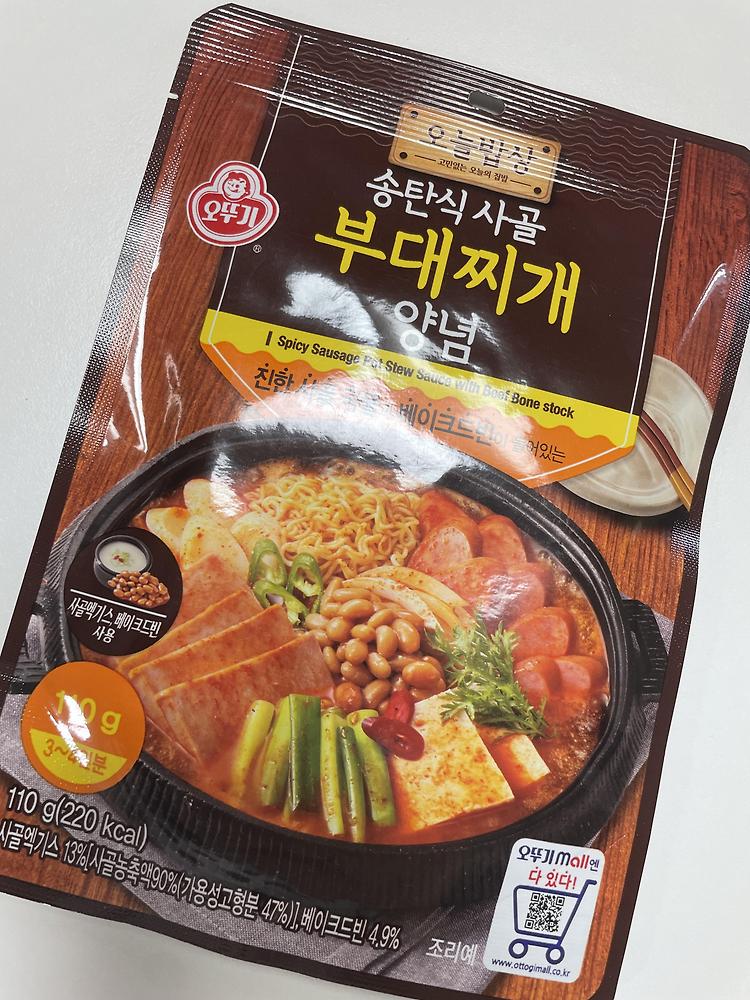 오늘밥상
고민없는 오늘의 집밥
오뚜기
®
송탄식 사골
부대찌개
양념
Spicy Sausage Pot Stew Sauce with Beef Bone stock
진한 베이크드빈이 들어있는
사골엑기스, 베이크드빈
사용
110 g
110 g(220 kcal)
사골엑기스 13%[사골농축액90%(가용성고형분 47%)], 베이크드빈 4.9%
조리예
오뚜기mall엔
다 있다!
www.ottogimall.co.kr